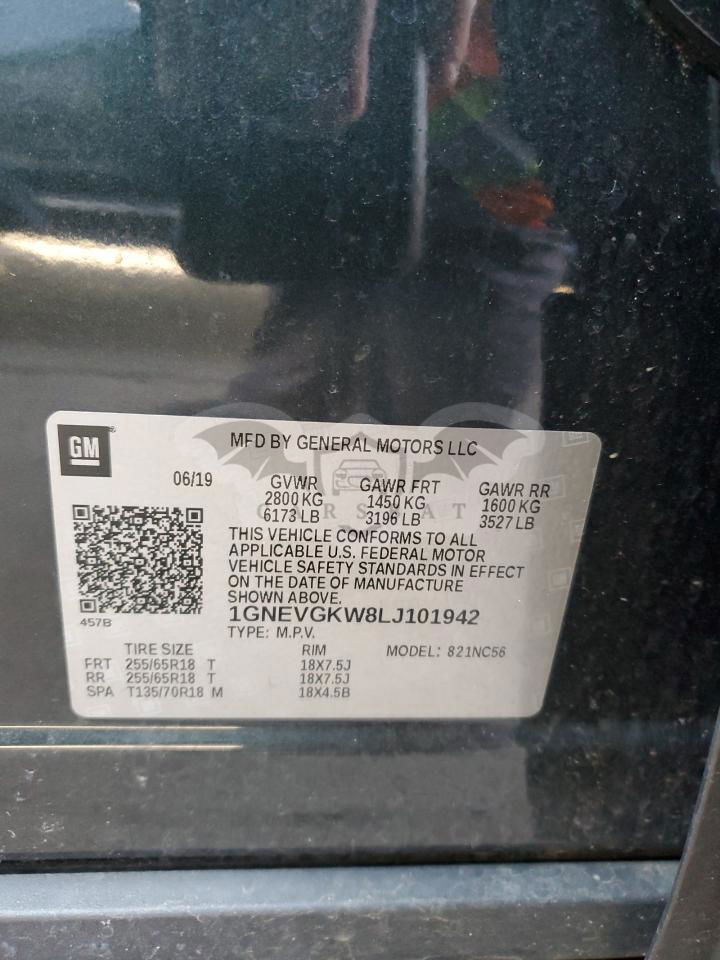 GM
MFD BY GENERAL MOTORS LLC
06/19
GVWR GAWR FRT GAWR RR
2800 KG 1450 KG 1600 KG
6173 LB 3196 LB 3527 LB
CARSBAT
THIS VEHICLE CONFORMS TO ALL
APPLICABLE U.S. FEDERAL MOTOR
VEHICLE SAFETY STANDARDS IN EFFECT
ON THE DATE OF MANUFACTURE
SHOWN ABOVE.
1GNEVGKW8LJ101942
457B
TYPE: M.P.V.
TIRE SIZE RIM MODEL: 821NC56
FRT 255/65R18 T 18X7.5J
RR 255/65R18 T 18X7.5J
SPA T135/70R18 M 18X4.5B